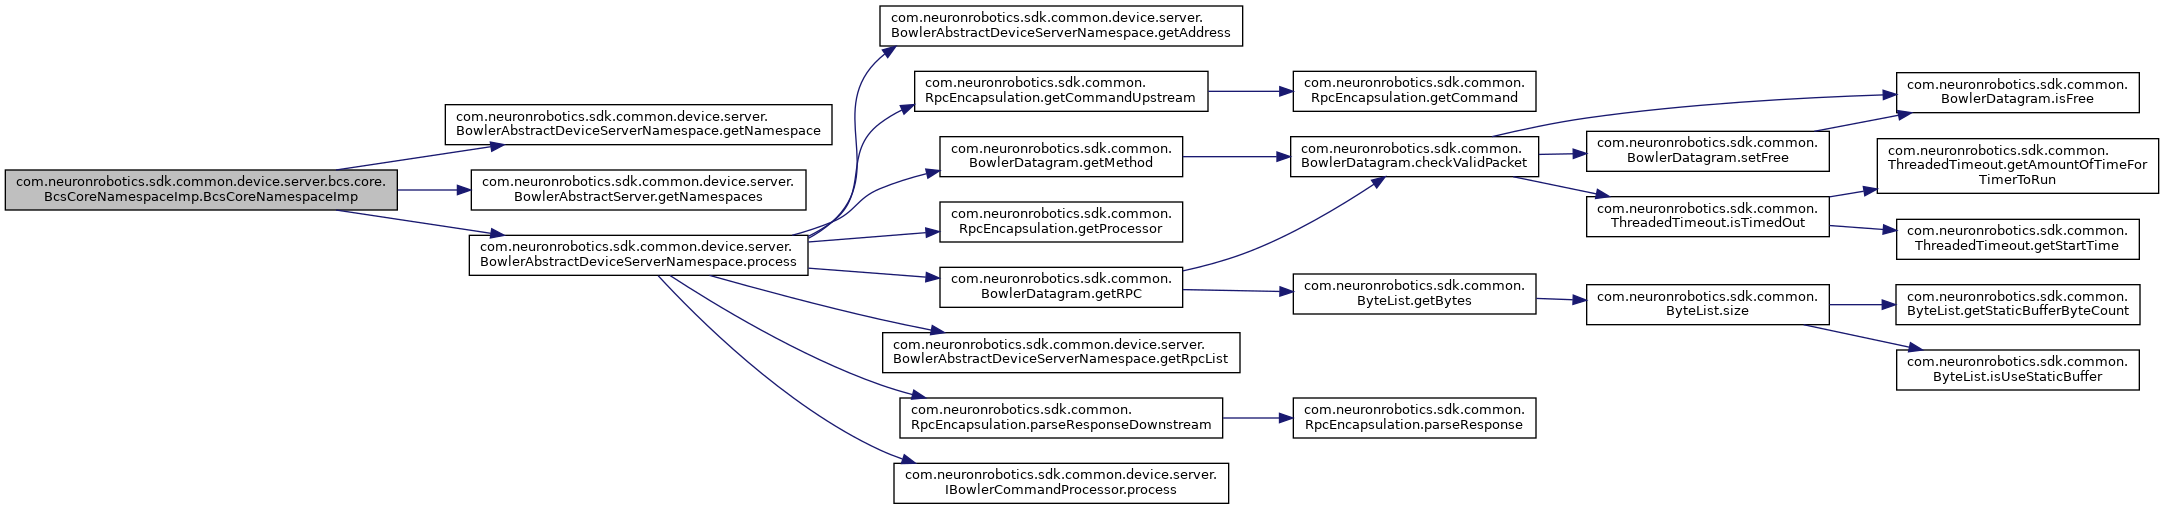 com.neuronrobotics.sdk.common.device.server.bcs.core.
BcsCoreNamespaceImp.BcsCoreNamespaceImp
com.neuronrobotics.sdk.common.device.server.
BowlerAbstractDeviceServerNamespace.getNamespace
com.neuronrobotics.sdk.common.device.server.
BowlerAbstractServer.getNamespaces
com.neuronrobotics.sdk.common.device.server.
BowlerAbstractDeviceServerNamespace.process
com.neuronrobotics.sdk.common.device.server.
BowlerAbstractDeviceServerNamespace.getAddress
com.neuronrobotics.sdk.common.
RpcEncapsulation.getCommandUpstream
com.neuronrobotics.sdk.common.
BowlerDatagram.getMethod
com.neuronrobotics.sdk.common.
RpcEncapsulation.getProcessor
com.neuronrobotics.sdk.common.
BowlerDatagram.getRPC
com.neuronrobotics.sdk.common.device.server.
BowlerAbstractDeviceServerNamespace.getRpcList
com.neuronrobotics.sdk.common.
RpcEncapsulation.parseResponseDownstream
com.neuronrobotics.sdk.common.device.server.
IBowlerCommandProcessor.process
com.neuronrobotics.sdk.common.
RpcEncapsulation.getCommand
com.neuronrobotics.sdk.common.
BowlerDatagram.checkValidPacket
com.neuronrobotics.sdk.common.
ByteList.getBytes
com.neuronrobotics.sdk.common.
RpcEncapsulation.parseResponse
com.neuronrobotics.sdk.common.
BowlerDatagram.setFree
com.neuronrobotics.sdk.common.
ThreadedTimeout.isTimedOut
com.neuronrobotics.sdk.common.
ByteList.size
com.neuronrobotics.sdk.common.
BowlerDatagram.isFree
com.neuronrobotics.sdk.common.
ThreadedTimeout.getAmountOfTimeFor
TimerToRun
com.neuronrobotics.sdk.common.
ThreadedTimeout.getStartTime
com.neuronrobotics.sdk.common.
ByteList.getStaticBufferByteCount
com.neuronrobotics.sdk.common.
ByteList.isUseStaticBuffer